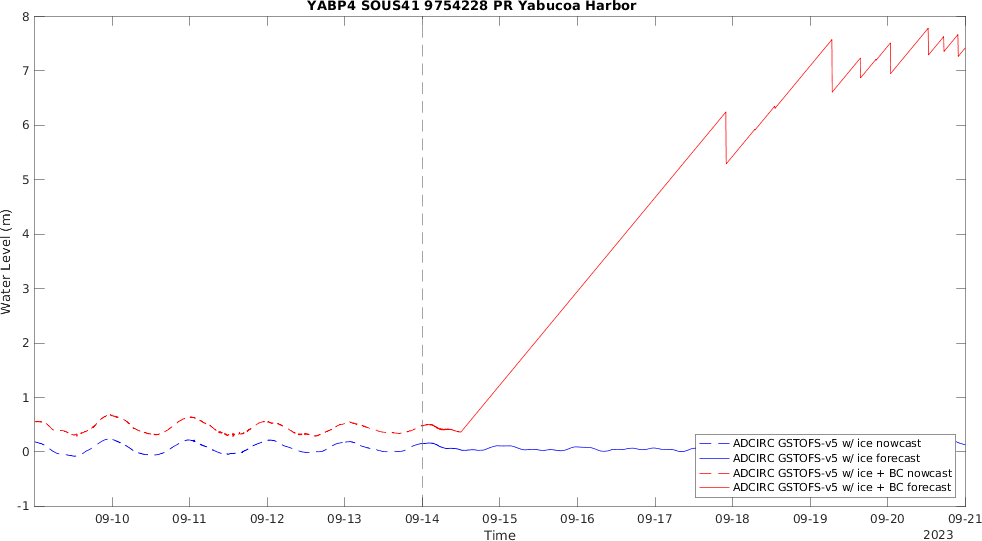 YABP4 SOUS41 9754228 PR Yabucoa Harbor
Water Level (m)
8
7
6
5
4
3
2
1
0
-1
ADCIRC GSTOFS-v5 w/ ice nowcast
ADCIRC GSTOFS-v5 w/ ice forecast
ADCIRC GSTOFS-v5 w/ ice + BC nowcast
ADCIRC GSTOFS-v5 w/ ice + BC forecast
09-10 09-11 09-12 09-13 09-14 09-15 09-16 09-17 09-18 09-19 09-20 09-21
Time
2023